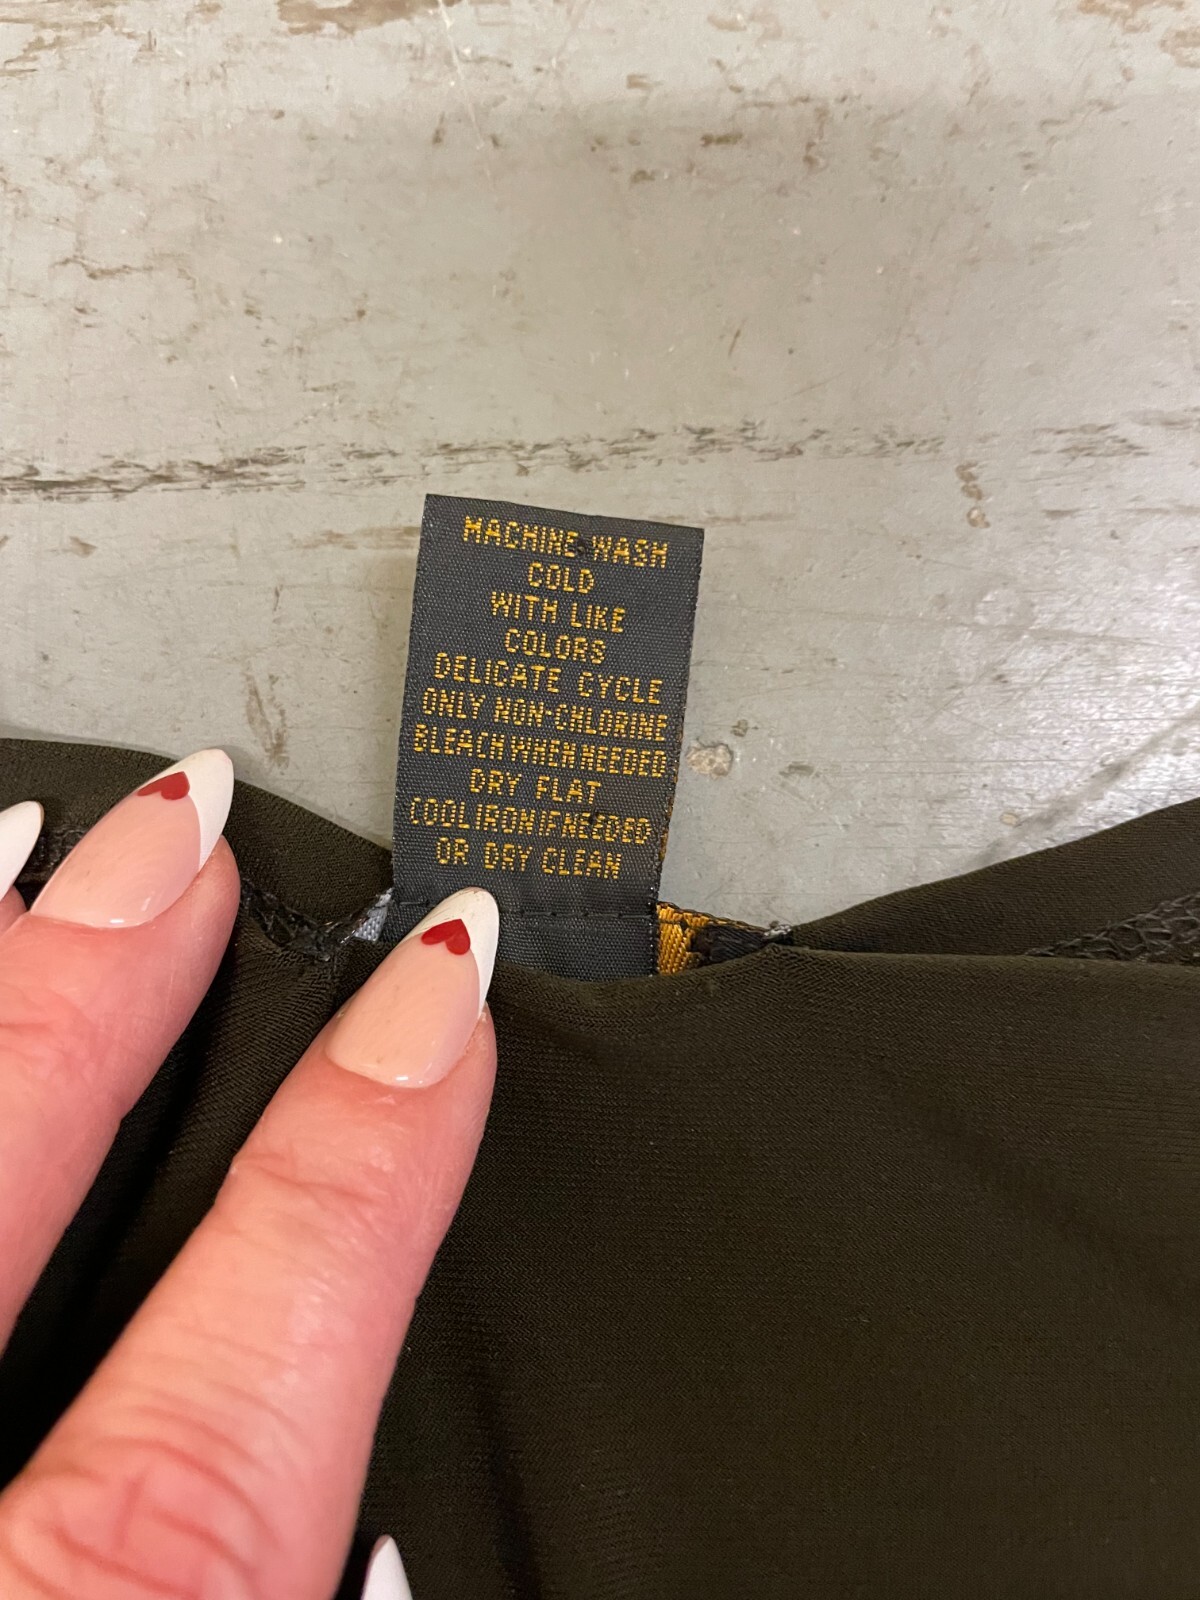 MACHINE WASH
COLD
WITH LIKE
COLORS
DELICATE CYCLE
ONLY NON-CHLORINE
BLEACH WHEN NEEDED
DRY FLAT
COOL IRON IF NEEDED
OR DRY CLEAN